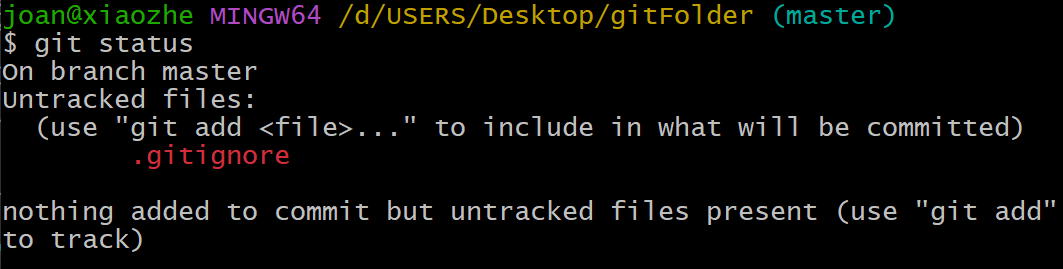 joan@xiaozhe MINGW64 /d/USERS/Desktop/gitFolder (master)
$ git status
On branch master
Untracked files:
  (use "git add <file>..." to include in what will be committed)
        .gitignore

nothing added to commit but untracked files present (use "git add"
to track)